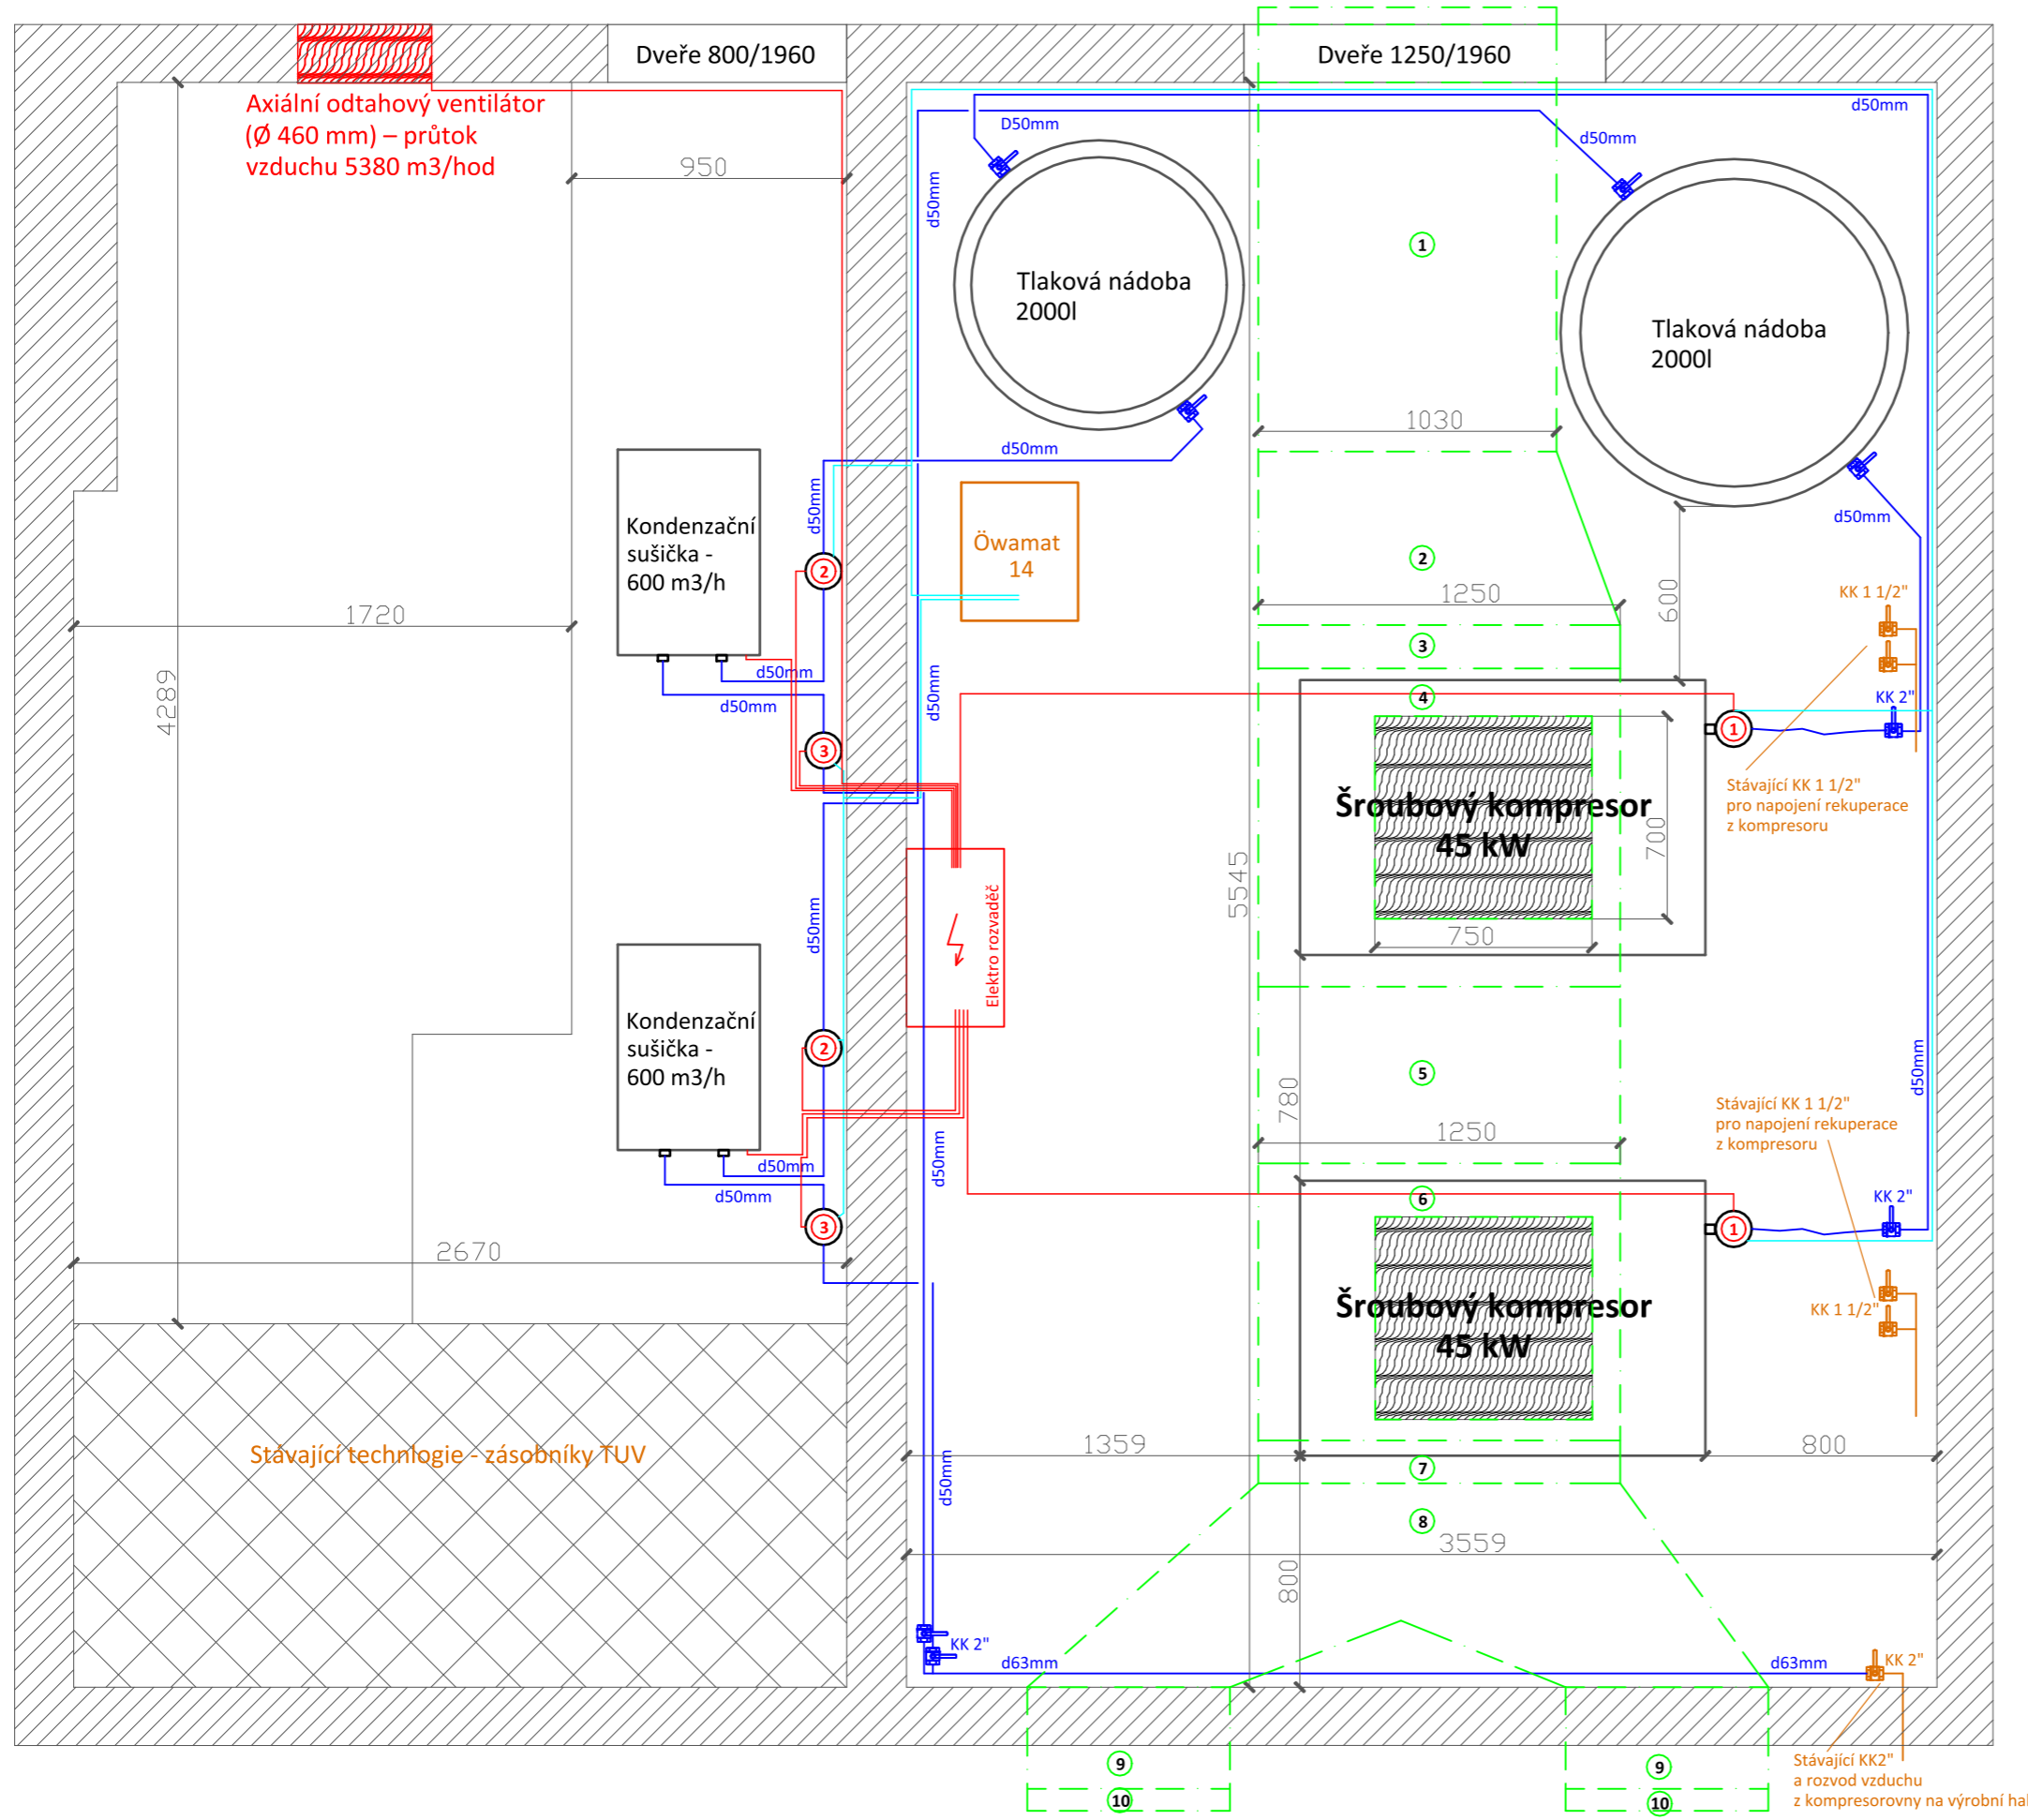 Dveře 800/1960
Dveře 1250/1960
Axiální odtahový ventilátor
(Ø 460 mm) – průtok
vzduchu 5380 m3/hod
950
D50mm
d50mm
d50mm
d50mm
Tlaková nádoba
2000l
Tlaková nádoba
2000l
1
1030
d50mm
d50mm
d50mm
Kondenzační
sušička -
600 m3/h
2
Öwamat
14
2
1250
600
KK 1 1/2"
1720
4289
3
d50mm
d50mm
d50mm
3
4
KK 2"
1
Stávající KK 1 1/2"
pro napojení rekuperace
z kompresoru
Šroubový kompresor
45 kW
700
750
5545
Elektro rozvaděč
d50mm
Kondenzační
sušička -
600 m3/h
2
5
780
1250
d50mm
Stávající KK 1 1/2"
pro napojení rekuperace
z kompresoru
d50mm
d50mm
d50mm
3
6
KK 2"
1
2670
Šroubový kompresor
45 kW
KK 1 1/2"
Stávající technlogie - zásobníky TUV
1359
800
d50mm
7
8
3559
800
KK 2"
d63mm
d63mm
KK 2"
9
10
9
10
Stávající KK2"
a rozvod vzduchu
z kompresorovny na výrobní hal